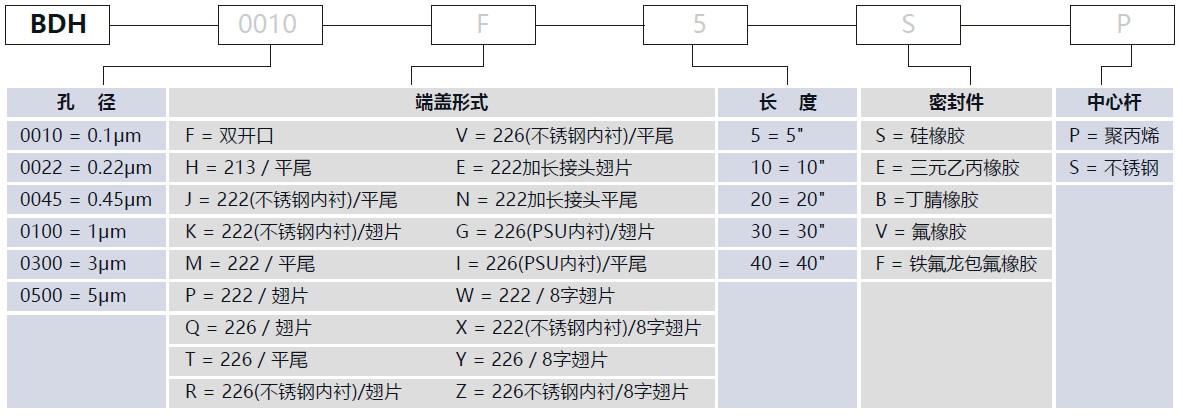 BDH 0010 F 5 S P
孔 径 端盖形式 长 度 密封件 中心杆
0010 = 0.1µm F = 双开口 V = 226(不锈钢内衬)/平尾 5 = 5" S = 硅橡胶 P = 聚丙烯
0022 = 0.22µm H = 213 / 平尾 E = 222加长接头翅片 10 = 10" E = 三元乙丙橡胶 S = 不锈钢
0045 = 0.45µm J = 222(不锈钢内衬)/平尾 N = 222加长接头平尾 20 = 20" B =丁腈橡胶
0100 = 1µm K = 222(不锈钢内衬)/翅片 G = 226(PSU内衬)/翅片 30 = 30" V = 氟橡胶
0300 = 3µm M = 222 / 平尾 I = 226(PSU内衬)/平尾 40 = 40" F = 铁氟龙包氟橡胶
0500 = 5µm P = 222 / 翅片 W = 222 / 8字翅片
Q = 226 / 翅片 X = 222(不锈钢内衬)/8字翅片
T = 226 / 平尾 Y = 226 / 8字翅片
R = 226(不锈钢内衬)/翅片 Z = 226不锈钢内衬/8字翅片